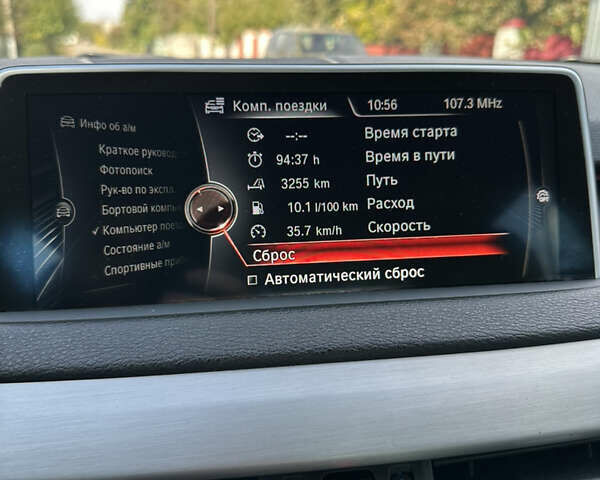 Комп. поездки 10:56 107.3 MHz
Инфо об а/м
Краткое руковод
Фотопоиск
Рук-во по экспл.
Бортовой компь
✓ Компьютер поез
Состояние а/м
Спортивные при
--:-- Время старта
94:37 h Время в пути
3255 km Путь
10.1 l/100 km Расход
35.7 km/h Скорость
Сброс
Автоматический сброс